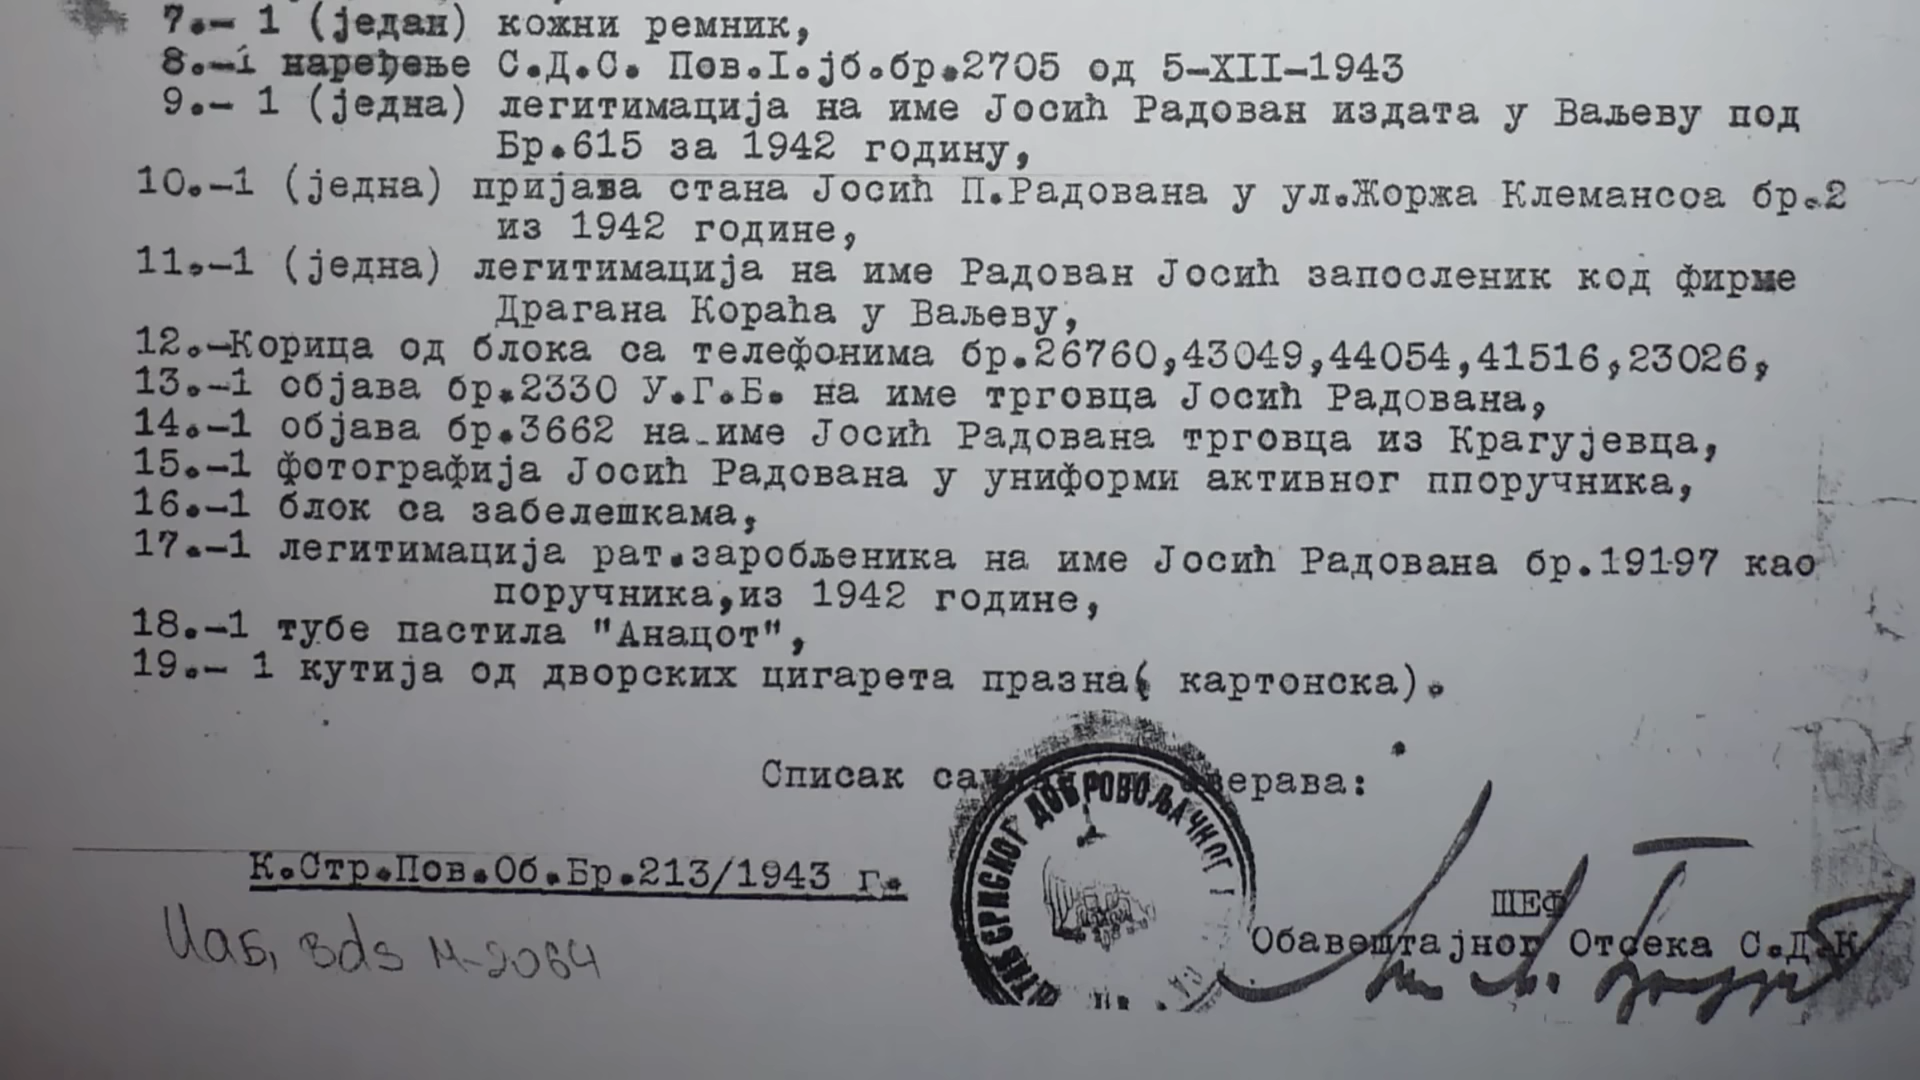 7.- 1 (један) кожни ремник,
8.-1 наређење С.Д.С. Пов.I.јб.бр.2705 од 5-XII-1943
9.- 1 (једна) легитимација на име Јосић Радован издата у Ваљеву под
Бр.615 за 1942 годину,
10.-1 (једна) пријава стана Јосић П.Радована у ул.Жоржа Клемансоа бр.2
из 1942 године,
11.-1 (једна) легитимација на име Радован Јосић запосленик код фирме
Драгана Кораћа у Ваљеву,
12.-Корица од блока са телефонима бр.26760,43049,44054,41516,23026,
13.-1 објава бр.2330 У.Г.Б. на име трговца Јосић Радована,
14.-1 објава бр.3662 на име Јосић Радована трговца из Крагујевца,
15.-1 фотографија Јосић Радована у униформи активног ппоручника,
16.-1 блок са забелешкама,
17.-1 легитимација рат.заробљеника на име Јосић Радована бр.19197 као
поручника,из 1942 године,
18.-1 тубе пастила "Анацот",
19.- 1 кутија од дворских цигарета празна( картонска).
Списак
СРПСКОГ ДОБРОВОЉАЧКОГ
К.Стр.Пов.Об.Бр.213/1943 г.
ШЕФ
Обавештајног Отсека С.Д.К
Иаб, BdS М-2064